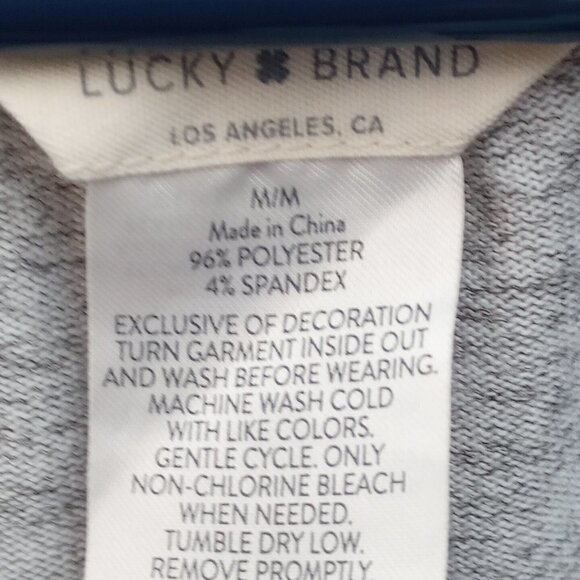 LUCKY BRAND
LOS ANGELES, CA
M/M
Made in China
96% POLYESTER
4% SPANDEX
EXCLUSIVE OF DECORATION
TURN GARMENT INSIDE OUT
AND WASH BEFORE WEARING.
MACHINE WASH COLD
WITH LIKE COLORS.
GENTLE CYCLE. ONLY
NON-CHLORINE BLEACH
WHEN NEEDED.
TUMBLE DRY LOW.
REMOVE PROMPTLY